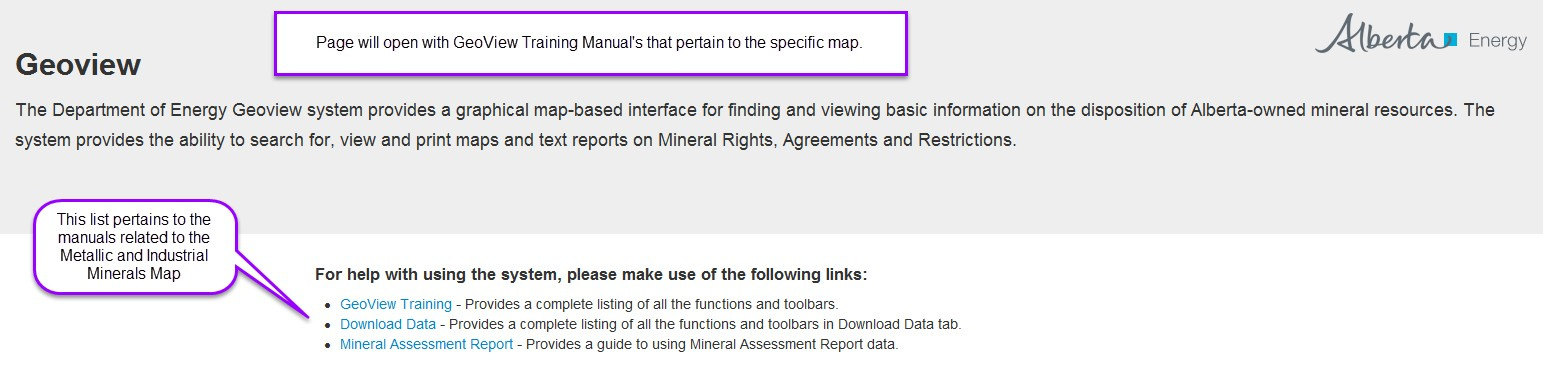 Page will open with GeoView Training Manual's that pertain to the specific map.
Alberta Energy
Geoview
The Department of Energy Geoview system provides a graphical map-based interface for finding and viewing basic information on the disposition of Alberta-owned mineral resources. The
system provides the ability to search for, view and print maps and text reports on Mineral Rights, Agreements and Restrictions.
This list pertains to the
manuals related to the
Metallic and Industrial
Minerals Map
For help with using the system, please make use of the following links:
• GeoView Training - Provides a complete listing of all the functions and toolbars.
• Download Data - Provides a complete listing of all the functions and toolbars in Download Data tab.
• Mineral Assessment Report - Provides a guide to using Mineral Assessment Report data.